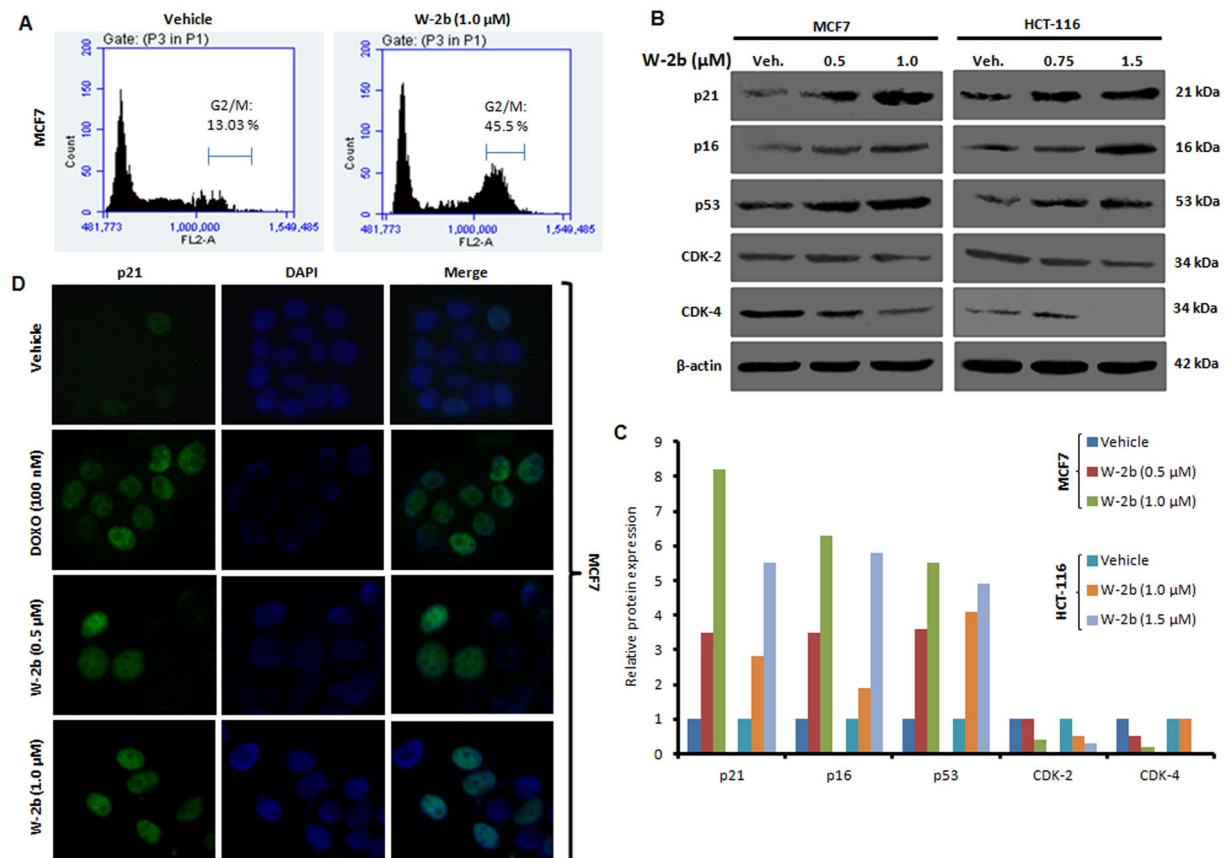 A
Vehicle
W-2b (1.0 µM)
MCF7
Gate: (P3 in P1)
Count
200
150
100
50
0
G2/M:
13.03 %
481,773
1,000,000
1,549,485
FL2-A
Gate: (P3 in P1)
Count
200
150
100
50
0
G2/M:
45.5 %
481,773
1,000,000
1,549,485
FL2-A
B
MCF7
HCT-116
W-2b (µM)
Veh. 0.5 1.0
Veh. 0.75 1.5
p21
21 kDa
p16
16 kDa
p53
53 kDa
CDK-2
34 kDa
CDK-4
34 kDa
β-actin
42 kDa
C
Relative protein expression
9
8
7
6
5
4
3
2
1
0
p21
p16
p53
CDK-2
CDK-4
MCF7
Vehicle
W-2b (0.5 µM)
W-2b (1.0 µM)
HCT-116
Vehicle
W-2b (1.0 µM)
W-2b (1.5 µM)
D
p21
DAPI
Merge
Vehicle
DOXO (100 nM)
W-2b (0.5 µM)
W-2b (1.0 µM)
MCF7